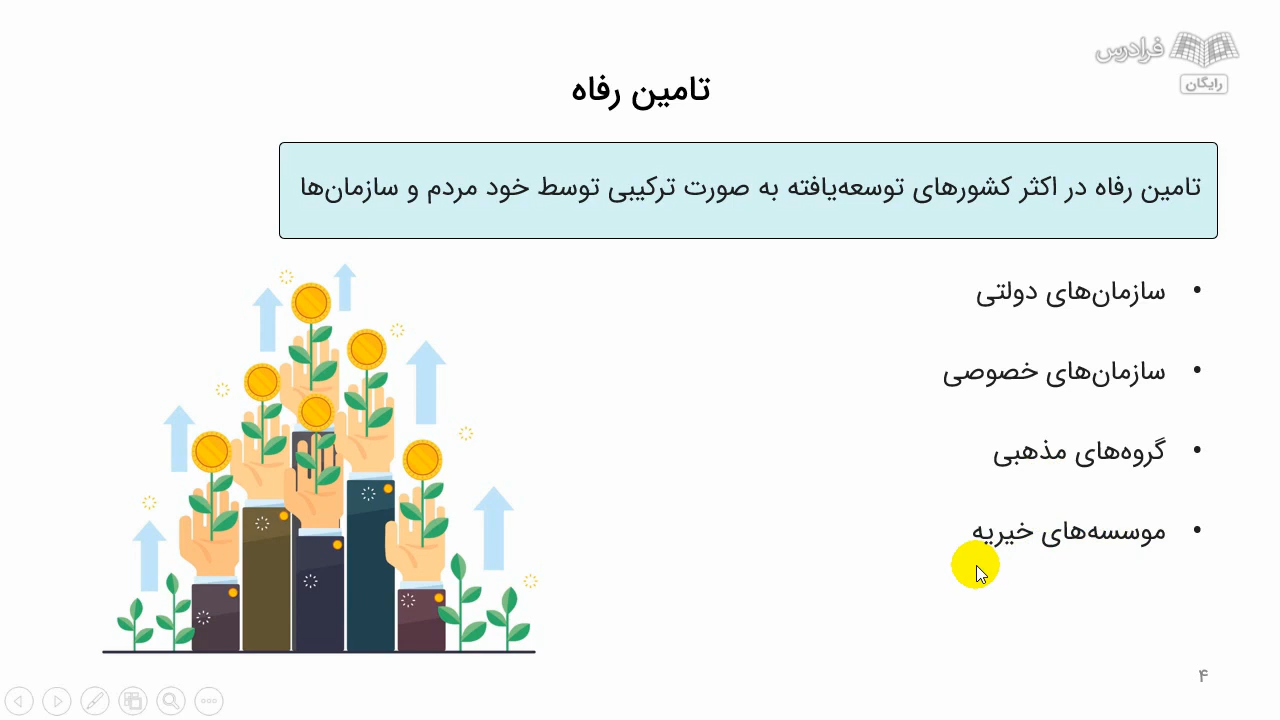 فرادرس
رایگان
تامین رفاه
تامین رفاه در اکثر کشورهای توسعه‌یافته به صورت ترکیبی توسط خود مردم و سازمان‌ها
• سازمان‌های دولتی
• سازمان‌های خصوصی
• گروه‌های مذهبی
• موسسه‌های خیریه
۴